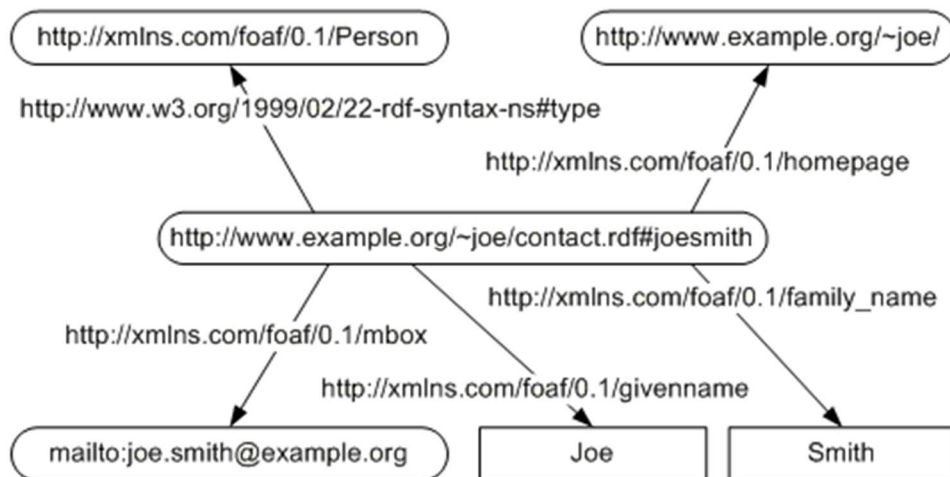 http://xmlns.com/foaf/0.1/Person
http://www.example.org/~joe/
http://www.w3.org/1999/02/22-rdf-syntax-ns#type
http://xmlns.com/foaf/0.1/homepage
http://www.example.org/~joe/contact.rdf#joesmith
http://xmlns.com/foaf/0.1/family_name
http://xmlns.com/foaf/0.1/mbox
http://xmlns.com/foaf/0.1/givenname
mailto:joe.smith@example.org
Joe
Smith